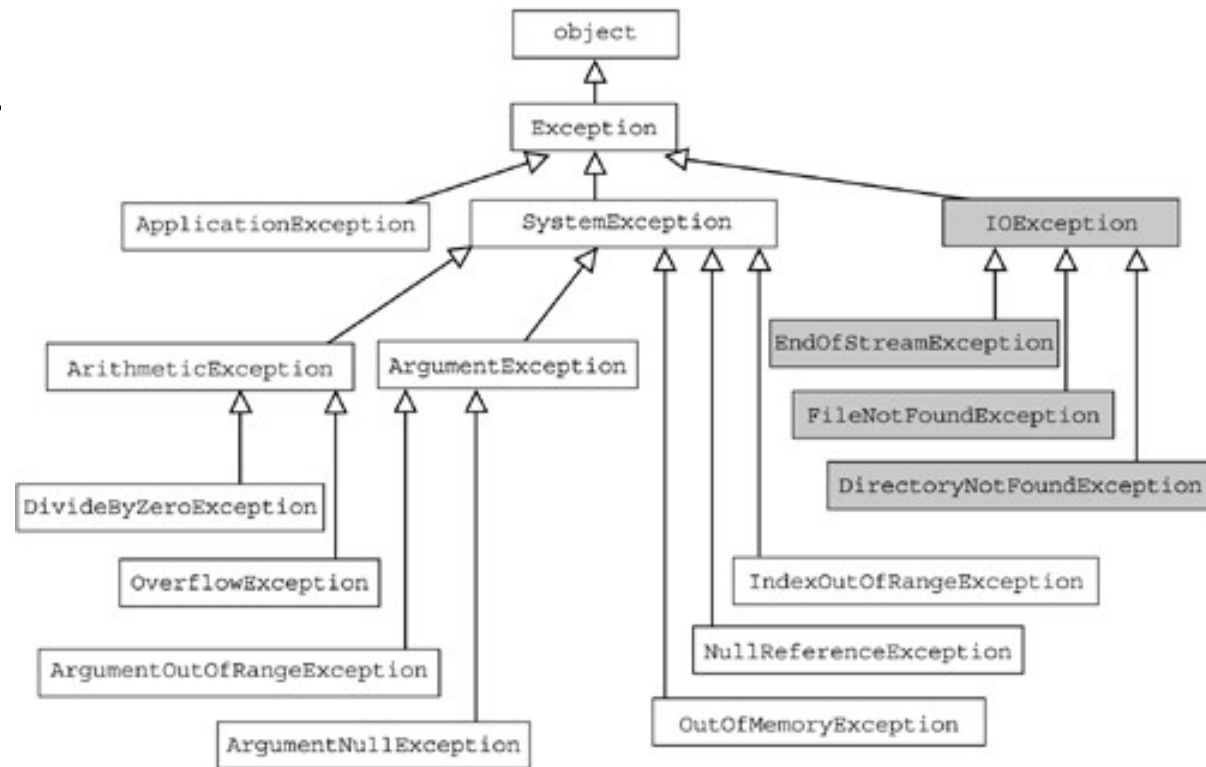 object
Exception
ApplicationException
SystemException
IOException
EndOfStreamException
ArithmeticException
ArgumentException
FileNotFoundException
DirectoryNotFoundException
DivideByZeroException
OverflowException
IndexOutOfRangeException
NullReferenceException
ArgumentOutOfRangeException
OutOfMemoryException
ArgumentNullException